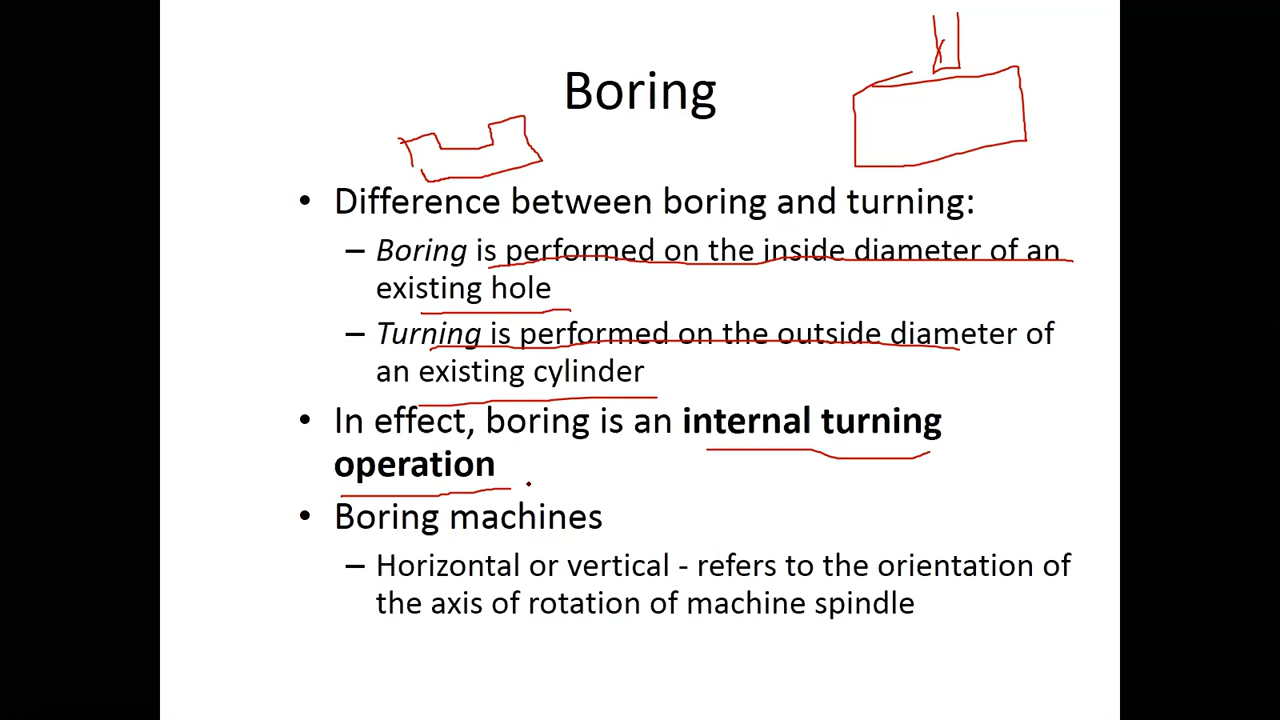 Boring
• Difference between boring and turning:
– Boring is performed on the inside diameter of an
existing hole
– Turning is performed on the outside diameter of
an existing cylinder
• In effect, boring is an internal turning
operation
• Boring machines
– Horizontal or vertical - refers to the orientation of
the axis of rotation of machine spindle